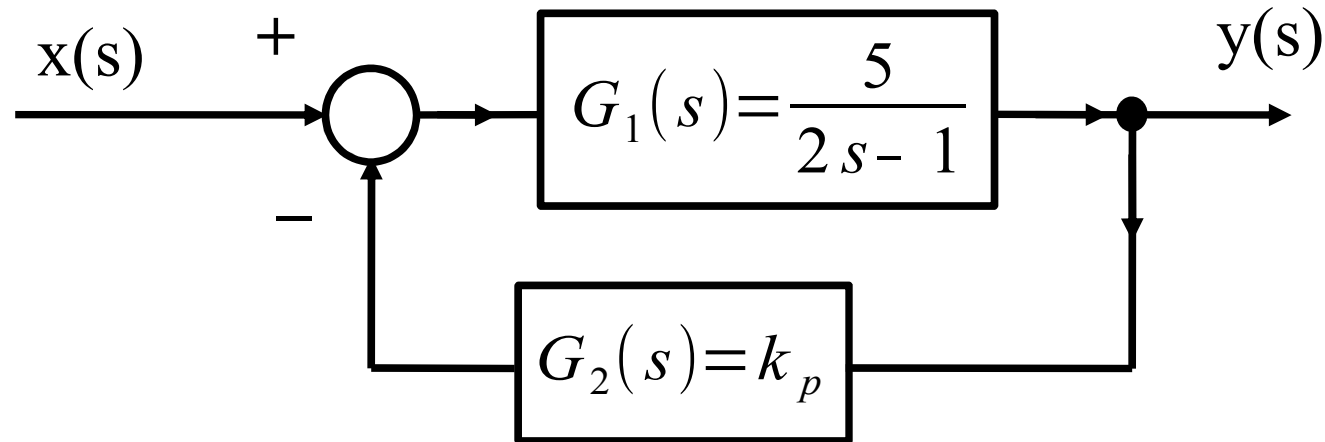 x(s)
+
−
G₁(s)=5/(2s- 1)
y(s)
G₂(s)=kₚ